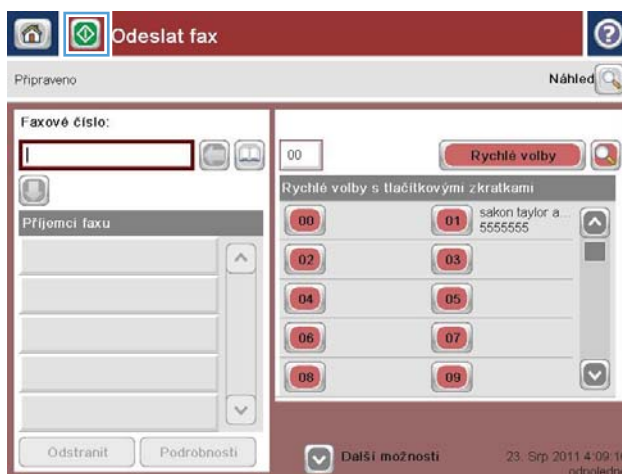 Odeslat fax
Připraveno
Náhled
Faxové číslo:
00
Rychlé volby
Rychlé volby s tlačítkovými zkratkami
Příjemci faxu
00
01
sakon taylor a...
5555555
02
03
04
05
06
07
08
09
Odstranit
Podrobnosti
Další možnosti
23. Srp 2011 4:09:1
odpoledn